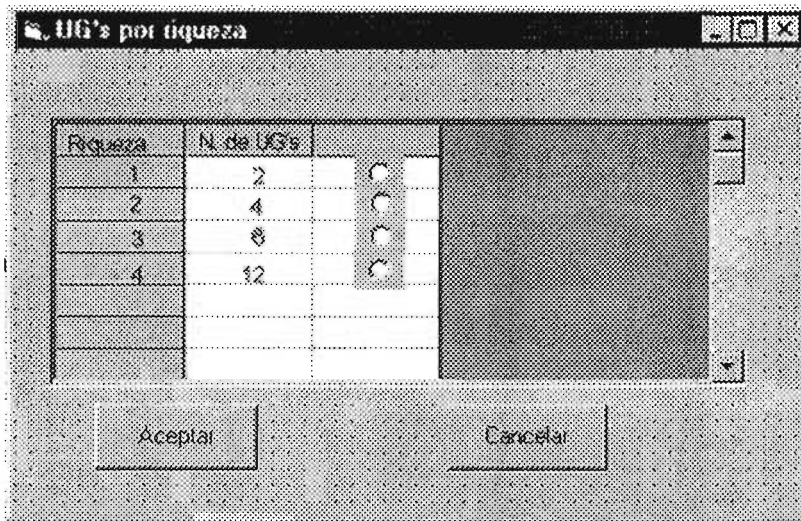 UG's por riqueza
Riqueza N. de UG's
1 2
2 4
3 8
4 12
Aceptar Cancelar